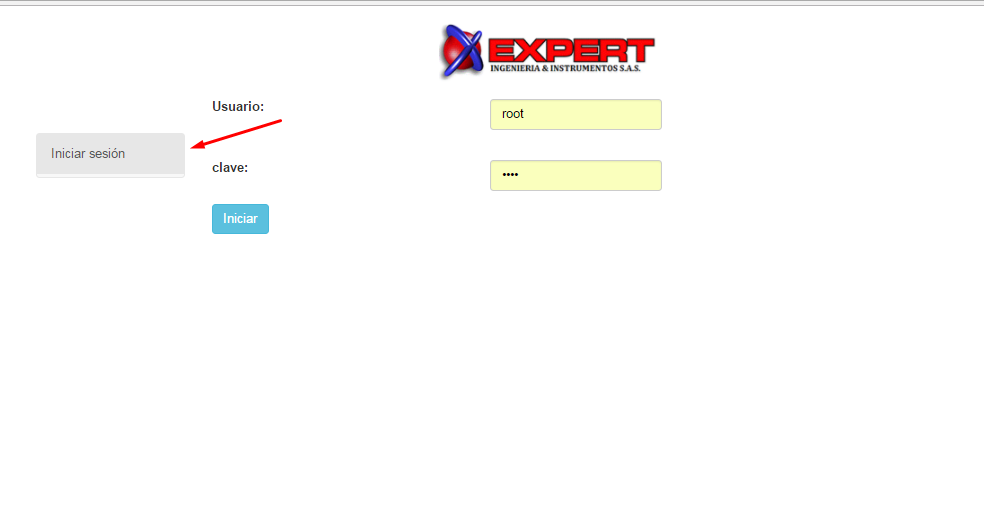 EXPERT
INGENIERIA & INSTRUMENTOS S.A.S.
Usuario:
root
Iniciar sesión
clave:
••••
Iniciar